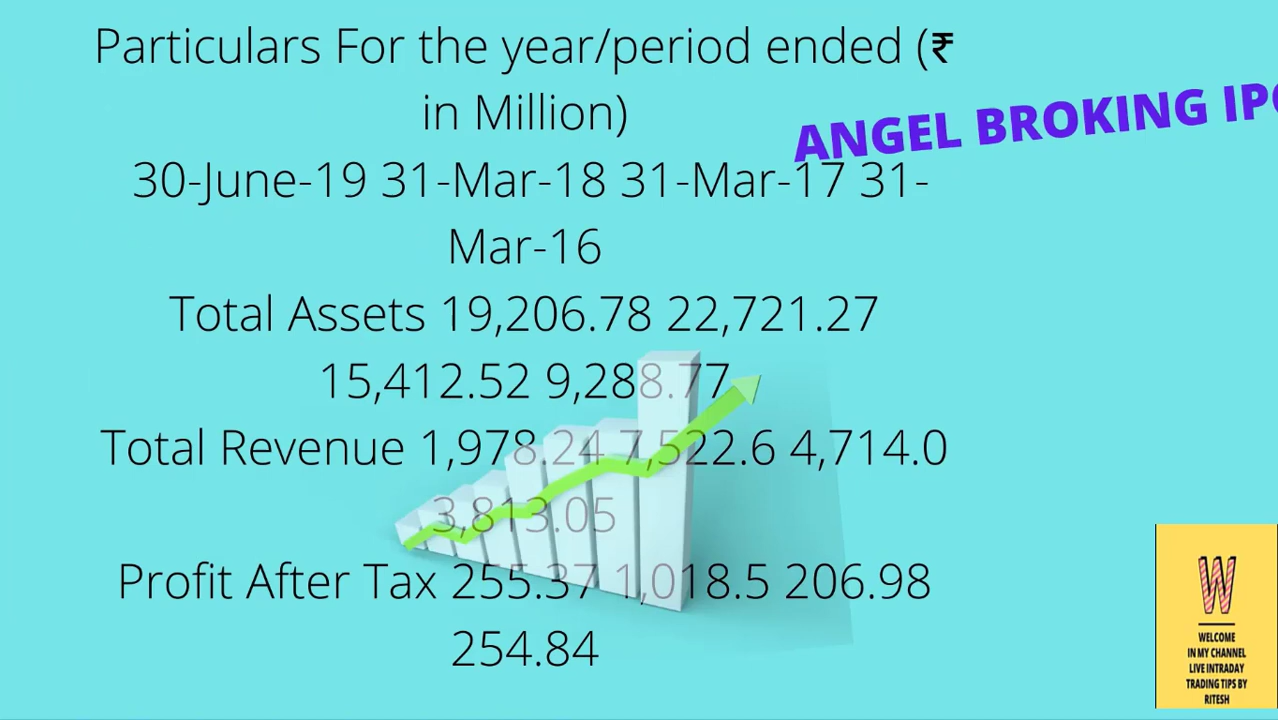 Particulars For the year/period ended (₹
in Million)
ANGEL BROKING IPO
30-June-19 31-Mar-18 31-Mar-17 31-
Mar-16
Total Assets 19,206.78 22,721.27
15,412.52 9,288.77
Total Revenue 1,978.24 7,522.6 4,714.0
3,813.05
Profit After Tax 255.37 1,018.5 206.98
254.84
W
WELCOME
IN MY CHANNEL
LIVE INTRADAY
TRADING TIPS BY
RITESH